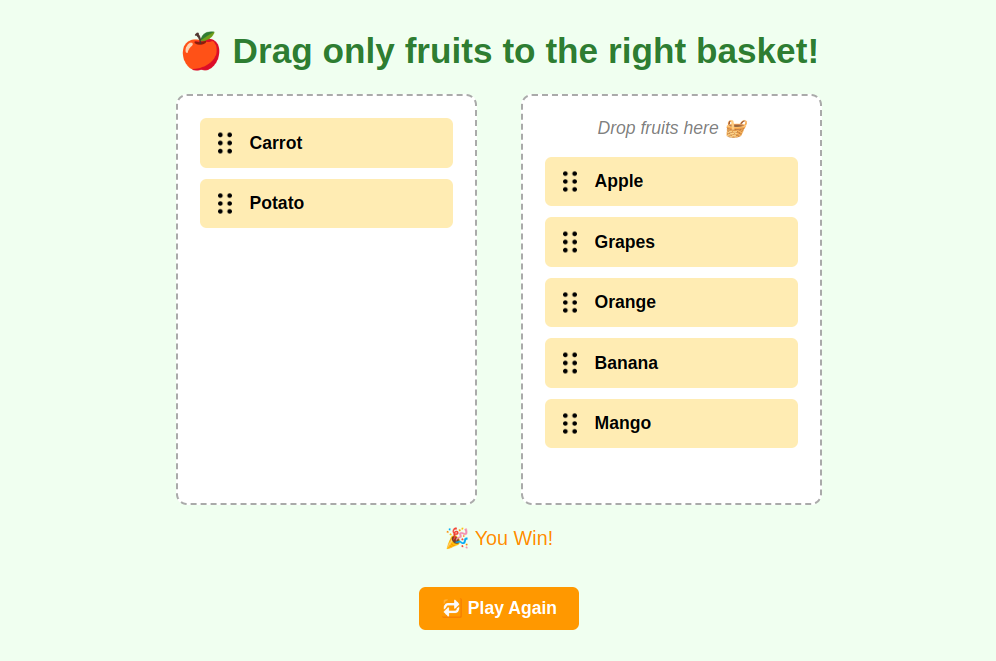 Drag only fruits to the right basket!
Carrot
Potato
Drop fruits here
Apple
Grapes
Orange
Banana
Mango
You Win!
Play Again